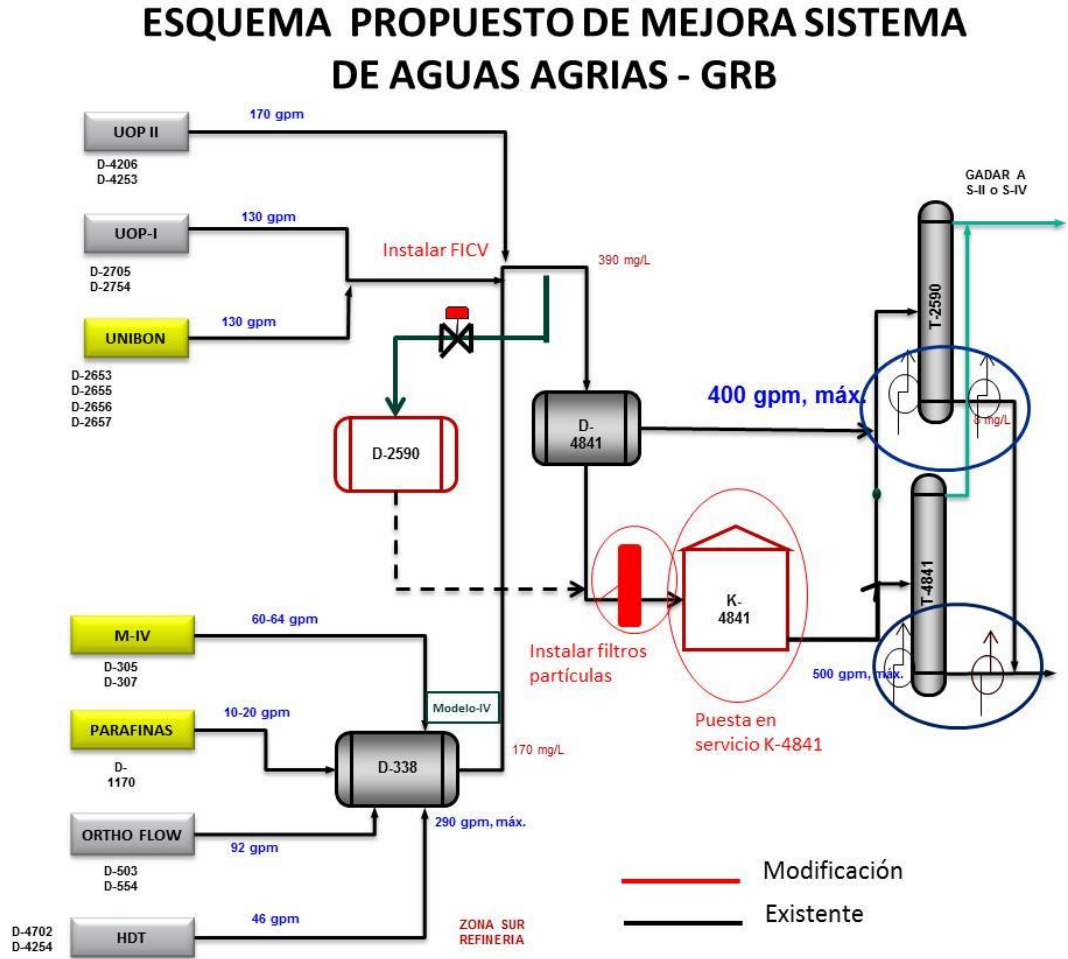 ESQUEMA PROPUESTO DE MEJORA SISTEMA
DE AGUAS AGRIAS - GRB
170 gpm
UOP II
D-4206
D-4253
GADAR A
S-II o S-IV
130 gpm
UOP-I
Instalar FICV
390 mg/L
D-2705
D-2754
T-2590
130 gpm
UNIBON
D-2653
D-2655
D-2656
D-2657
400 gpm, máx.
8 mg/L
D-2590
D-
4841
T-4841
K-
4841
60-64 gpm
M-IV
D-305
D-307
Instalar filtros
partículas
500 gpm, máx.
Modelo-IV
10-20 gpm
PARAFINAS
Puesta en
servicio K-4841
170 mg/L
D-
1170
D-338
290 gpm, máx.
ORTHO FLOW
92 gpm
D-503
D-554
Modificación
Existente
46 gpm
D-4702
D-4254
HDT
ZONA SUR
REFINERIA